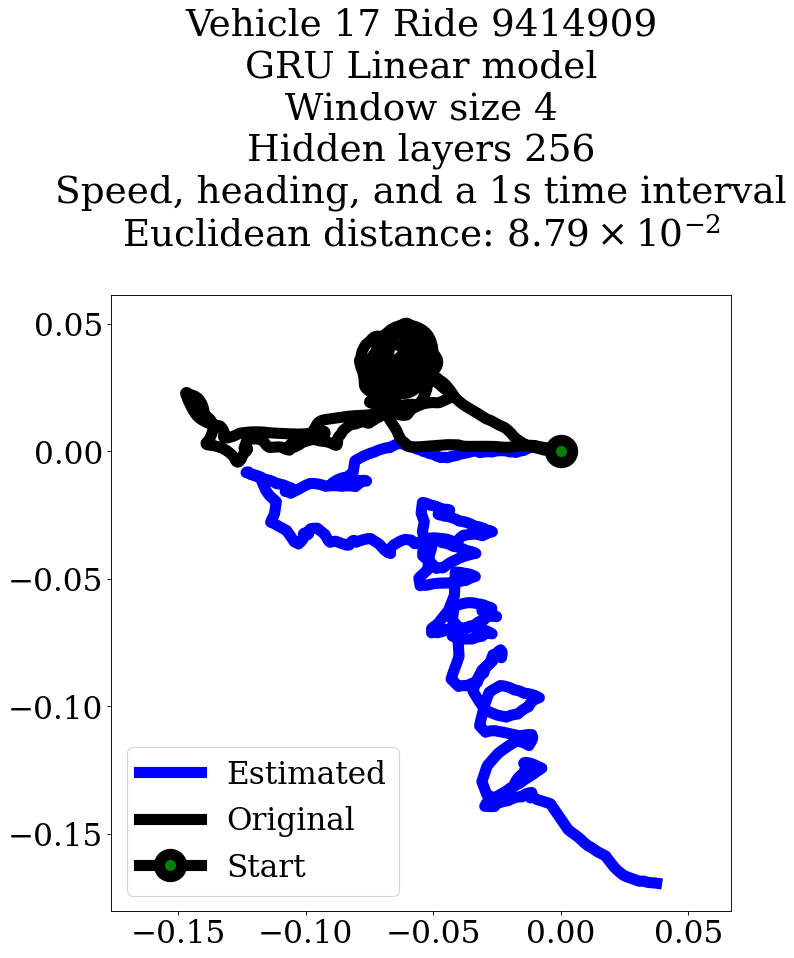 Vehicle 17 Ride 9414909
GRU Linear model
Window size 4
Hidden layers 256
Speed, heading, and a 1s time interval
Euclidean distance: 8.79 × 10⁻²
0.05
0.00
−0.05
−0.10
−0.15
Estimated
Original
Start
−0.15 −0.10 −0.05 0.00 0.05